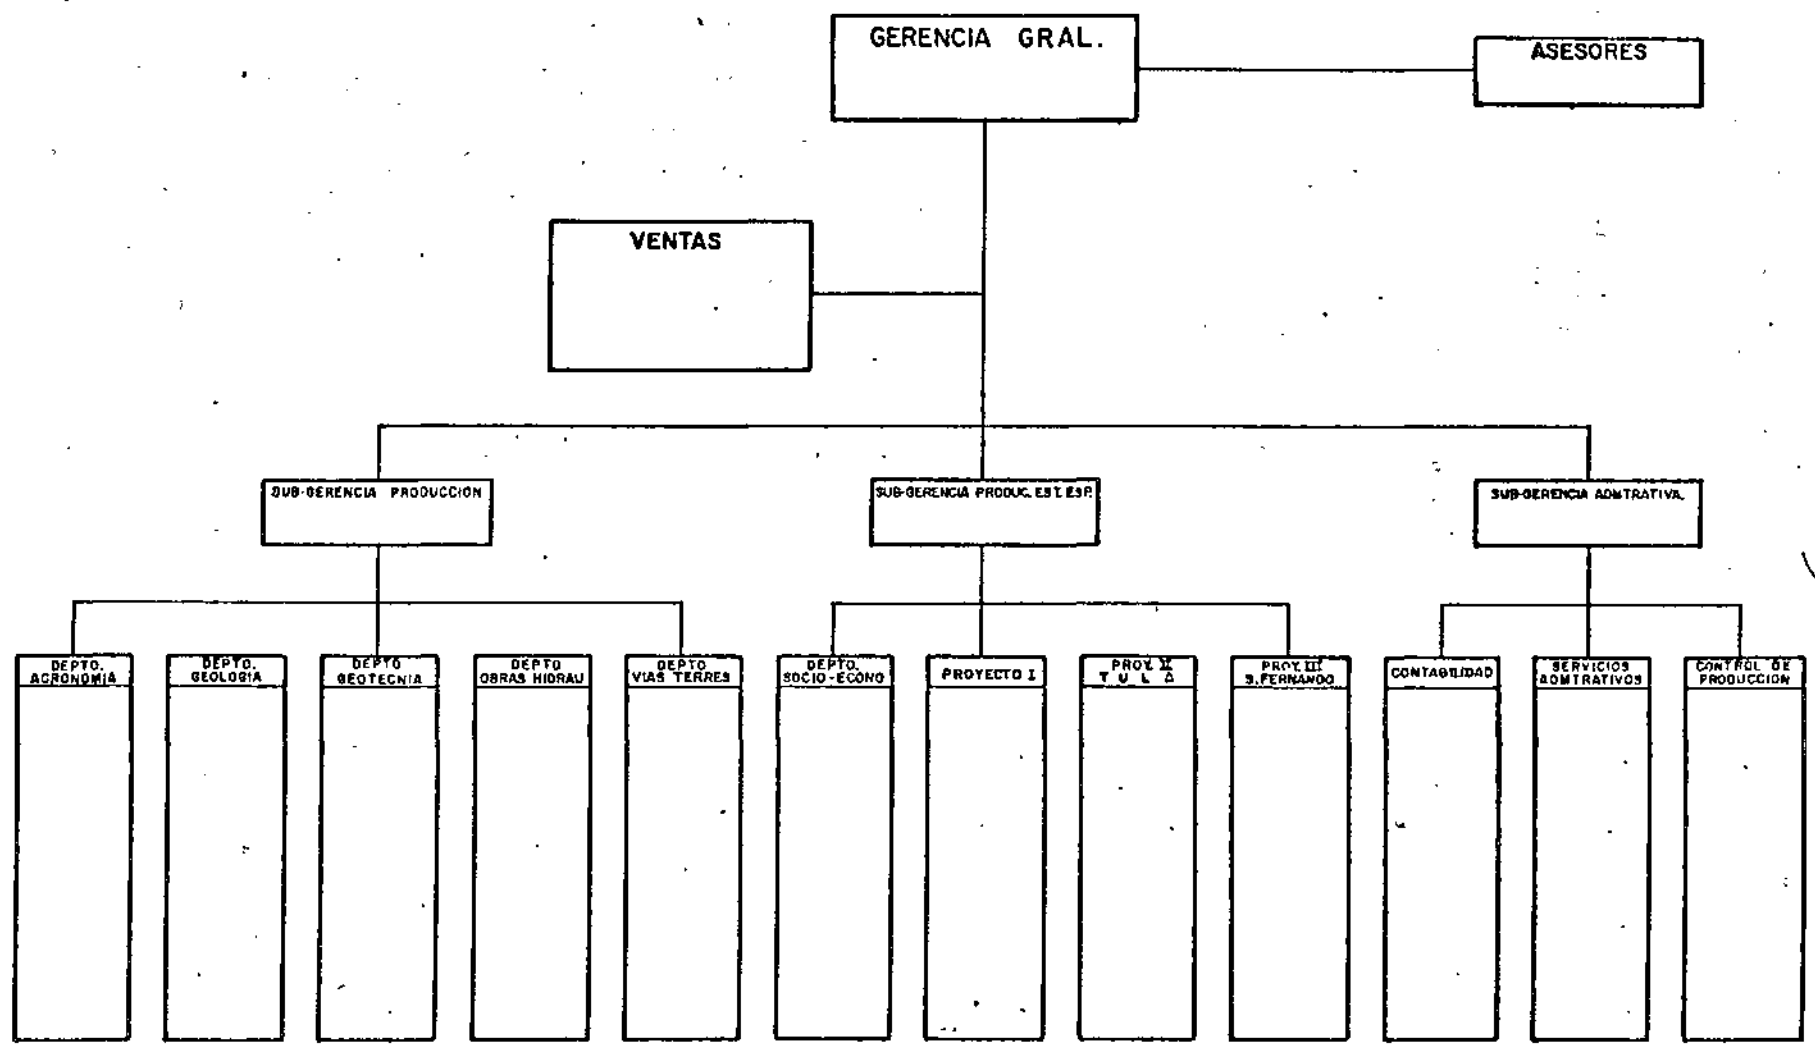 GERENCIA GRAL.
ASESORES
VENTAS
SUB-GERENCIA PRODUCCION
SUB-GERENCIA PRODUC. EST. ESP.
SUB-GERENCIA ADMTRATIVA.
DEPTO.
AGRONOMIA
DEPTO.
GEOLOGIA
DEPTO
GEOTECNIA
DEPTO
OBRAS HIDRAU
DEPTO
VIAS TERRES
DEPTO.
SOCIO-ECONO
PROYECTO I
PROY. II
TULA
PROY. III
S. FERNANDO
CONTABILIDAD
SERVICIOS
ADMTRATIVOS
CONTROL DE
PRODUCCION